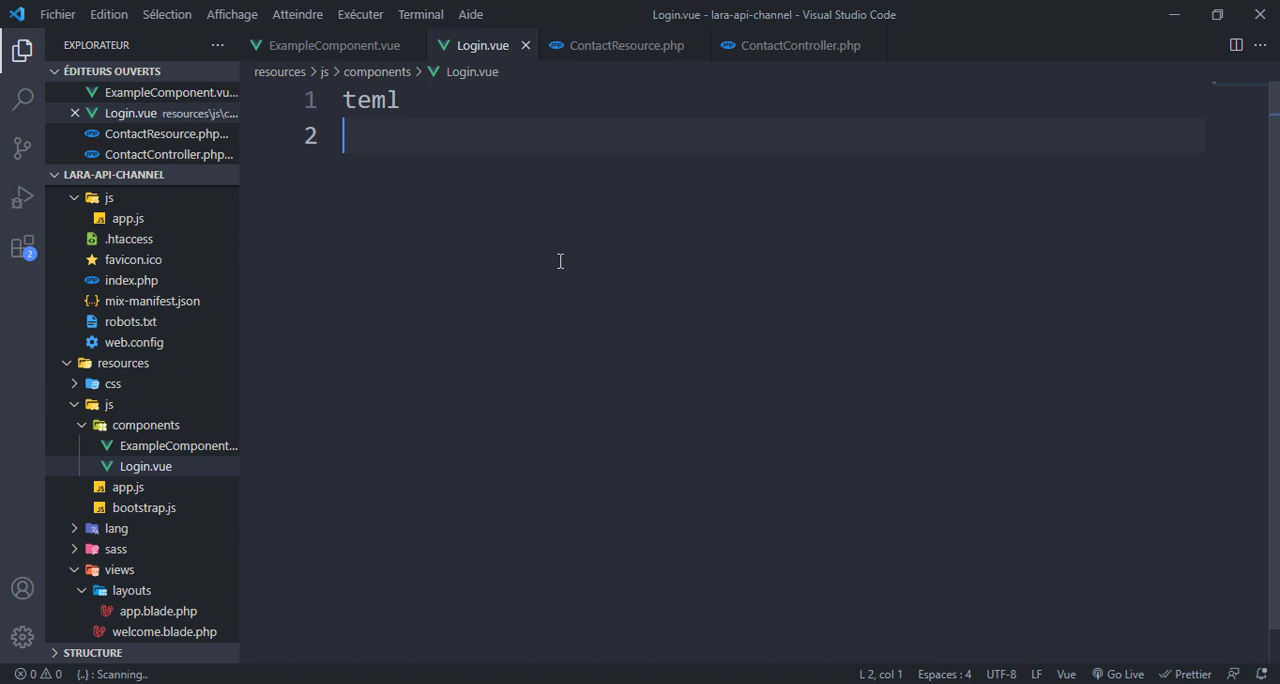 Fichier Edition Sélection Affichage Atteindre Exécuter Terminal Aide Login.vue - lara-api-channel - Visual Studio Code
EXPLORATEUR ··· ExampleComponent.vue Login.vue ContactResource.php ContactController.php ···
ÉDITEURS OUVERTS
resources > js > components > Login.vue
ExampleComponent.vu...
Login.vue resources\js\c...
ContactResource.php...
ContactController.php...
1 teml
2
LARA-API-CHANNEL
js
app.js
.htaccess
favicon.ico
index.php
mix-manifest.json
robots.txt
web.config
resources
css
js
components
ExampleComponent...
Login.vue
app.js
bootstrap.js
lang
sass
views
layouts
app.blade.php
welcome.blade.php
STRUCTURE
2
0 0 {..} : Scanning.. L 2, col 1 Espaces : 4 UTF-8 LF Vue Go Live Prettier